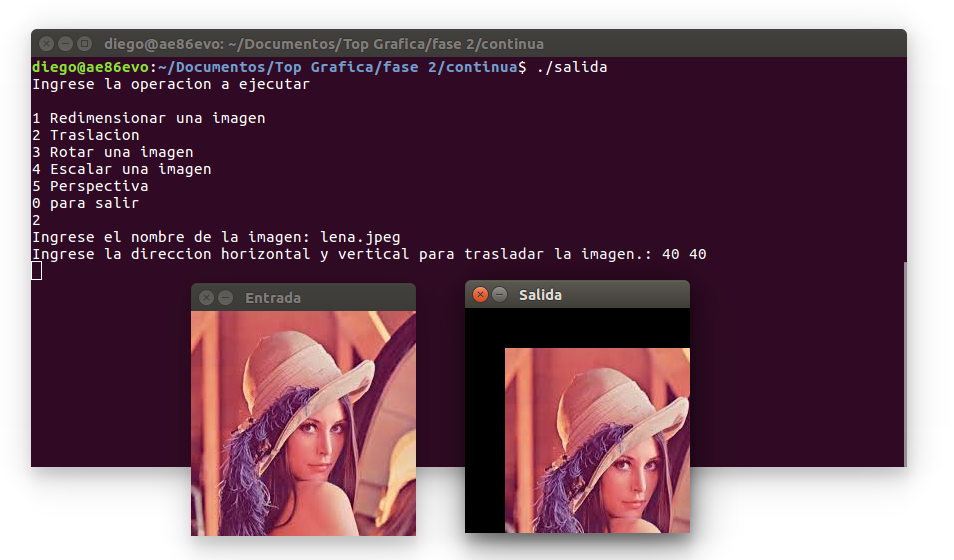 diego@ae86evo: ~/Documentos/Top Grafica/fase 2/continua
diego@ae86evo:~/Documentos/Top Grafica/fase 2/continua$ ./salida
Ingrese la operacion a ejecutar
1 Redimensionar una imagen
2 Traslacion
3 Rotar una imagen
4 Escalar una imagen
5 Perspectiva
0 para salir
2
Ingrese el nombre de la imagen: lena.jpeg
Ingrese la direccion horizontal y vertical para trasladar la imagen.: 40 40
Entrada
Salida